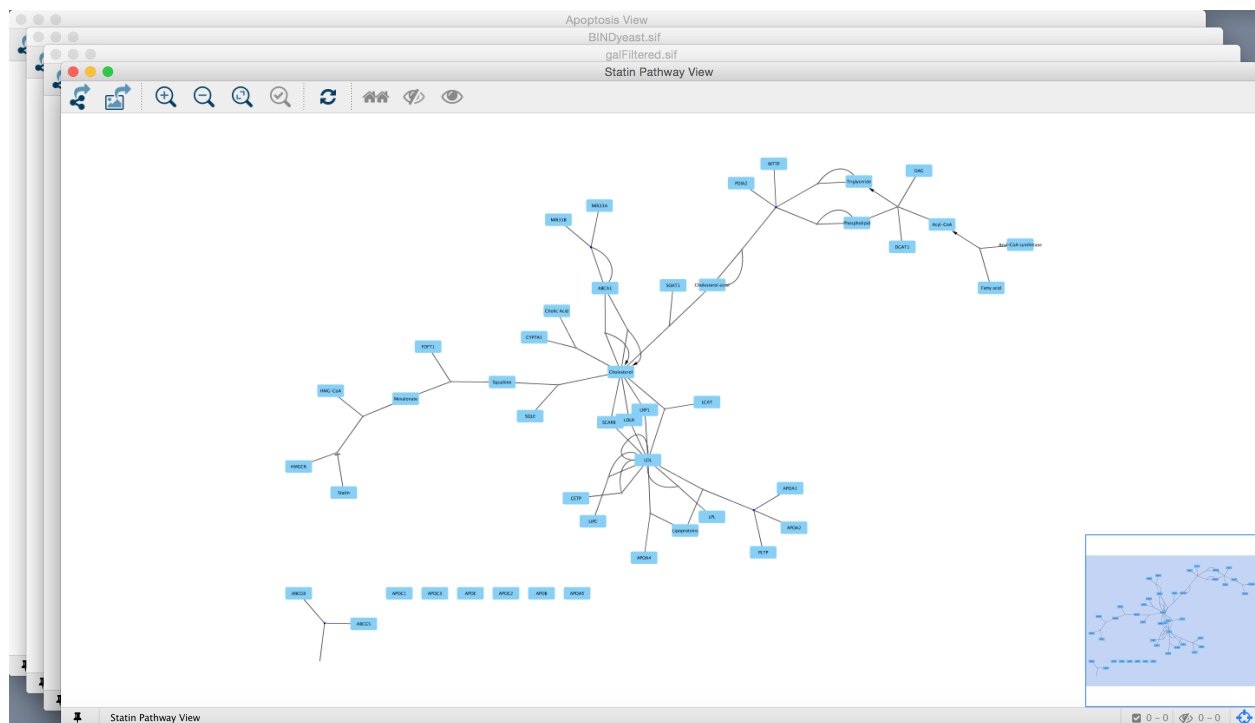 Apoptosis View
BINDyeast.sif
galFiltered.sif
Statin Pathway View
MTTP
DAG
PDIA2
Triglyceride
MIR33A
MIR33B
Phospholipid
Acyl-CoA
DGAT1
Acyl-CoA synthetase
ABCA1
SOAT1
Cholesterol ester
Fatty acid
Cholic Acid
CYP7A1
FDFT1
Cholesterol
Squalene
HMG-CoA
Mevalonate
LCAT
LRP1
SQLE
SCARB
LDLR
LDL
HMGCR
Statin
APOA1
CETP
LIPC
LPL
APOA2
Lipoproteins
APOA4
PLTP
ABCG8
APOC1
APOC3
APOE
APOC2
APOB
APOA5
ABCG5
Statin Pathway View
0 - 0
0 - 0